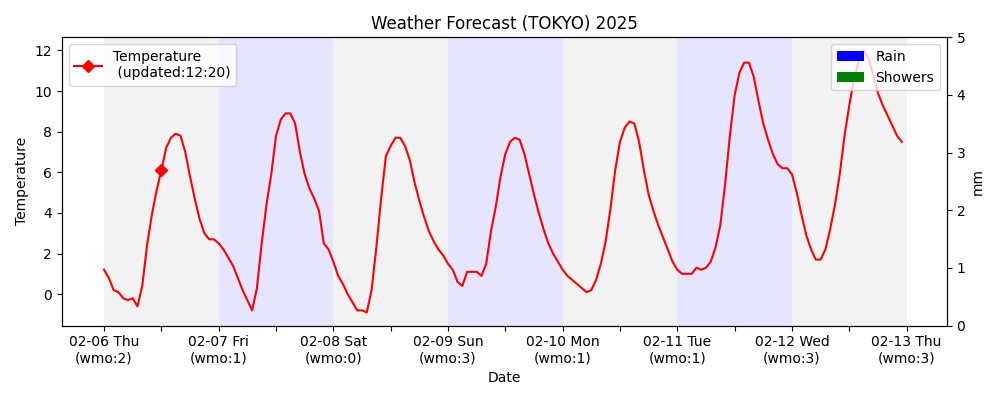 Weather Forecast (TOKYO) 2025
Temperature
(updated:12:20)
Rain
Showers
12
10
8
6
4
2
0
Temperature
5
4
3
2
1
0
mm
02-06 Thu
(wmo:2)
02-07 Fri
(wmo:1)
02-08 Sat
(wmo:0)
02-09 Sun
(wmo:3)
02-10 Mon
(wmo:1)
02-11 Tue
(wmo:1)
02-12 Wed
(wmo:3)
02-13 Thu
(wmo:3)
Date